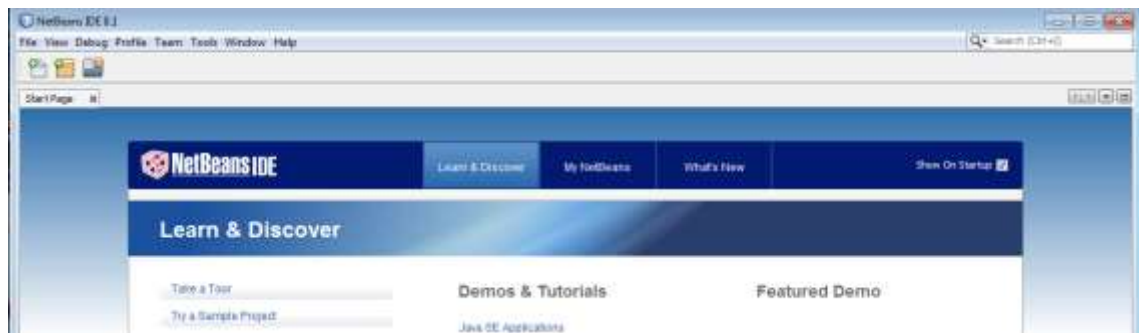 NetBeans IDE 8.1
File View Debug Profile Team Tools Window Help
Search (Ctrl+I)
Start Page
NetBeans IDE
Learn & Discover
My NetBeans
What's New
Show On Startup
Learn & Discover
Take a Tour
Demos & Tutorials
Featured Demo
Try a Sample Project
Java SE Applications